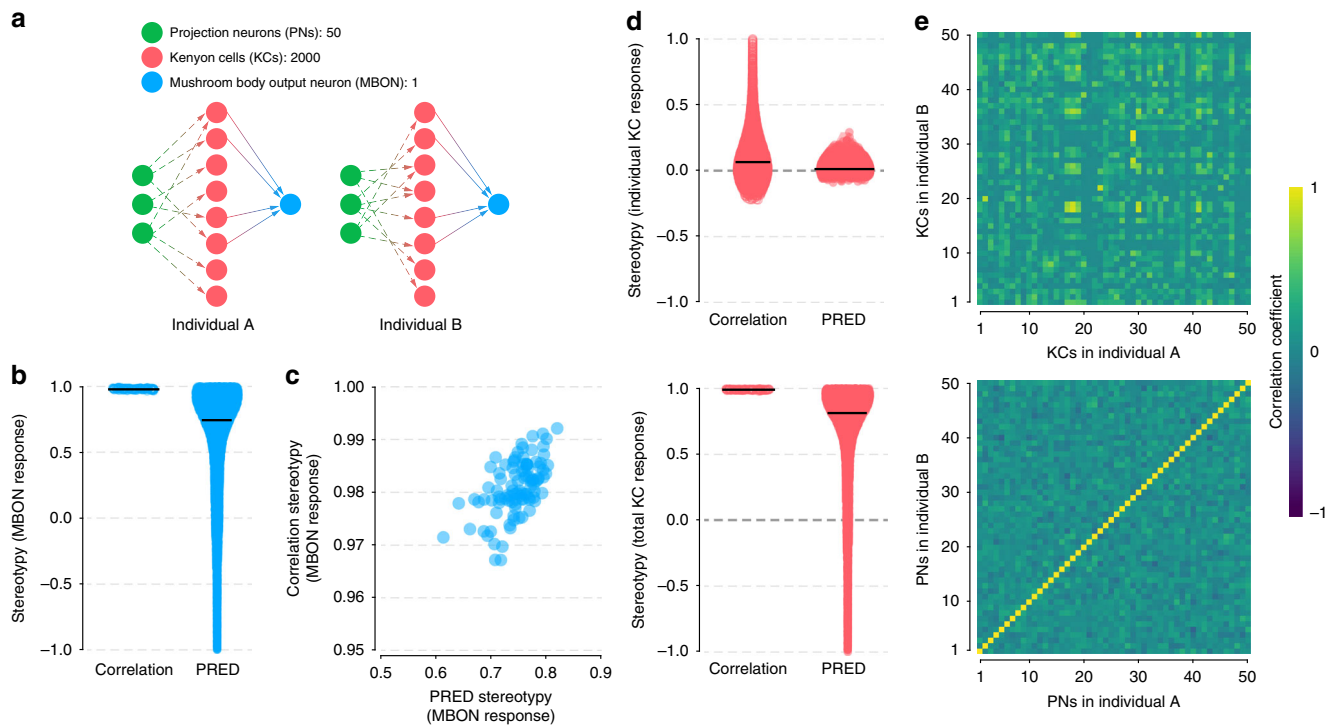 a
Projection neurons (PNs): 50
Kenyon cells (KCs): 2000
Mushroom body output neuron (MBON): 1
Individual A
Individual B
b
Stereotypy (MBON response)
1.0
0.5
0.0
−0.5
−1.0
Correlation
PRED
c
Correlation stereotypy
(MBON response)
1.00
0.99
0.98
0.97
0.96
0.95
0.5
0.6
0.7
0.8
0.9
PRED stereotypy
(MBON response)
d
Stereotypy (individual KC response)
1.0
0.5
0.0
−0.5
−1.0
Correlation
PRED
Stereotypy (total KC response)
1.0
0.5
0.0
−0.5
−1.0
Correlation
PRED
e
KCs in individual B
50
40
30
20
10
1
1
10
20
30
40
50
KCs in individual A
PNs in individual B
50
40
30
20
10
1
1
10
20
30
40
50
PNs in individual A
Correlation coefficient
1
0
−1